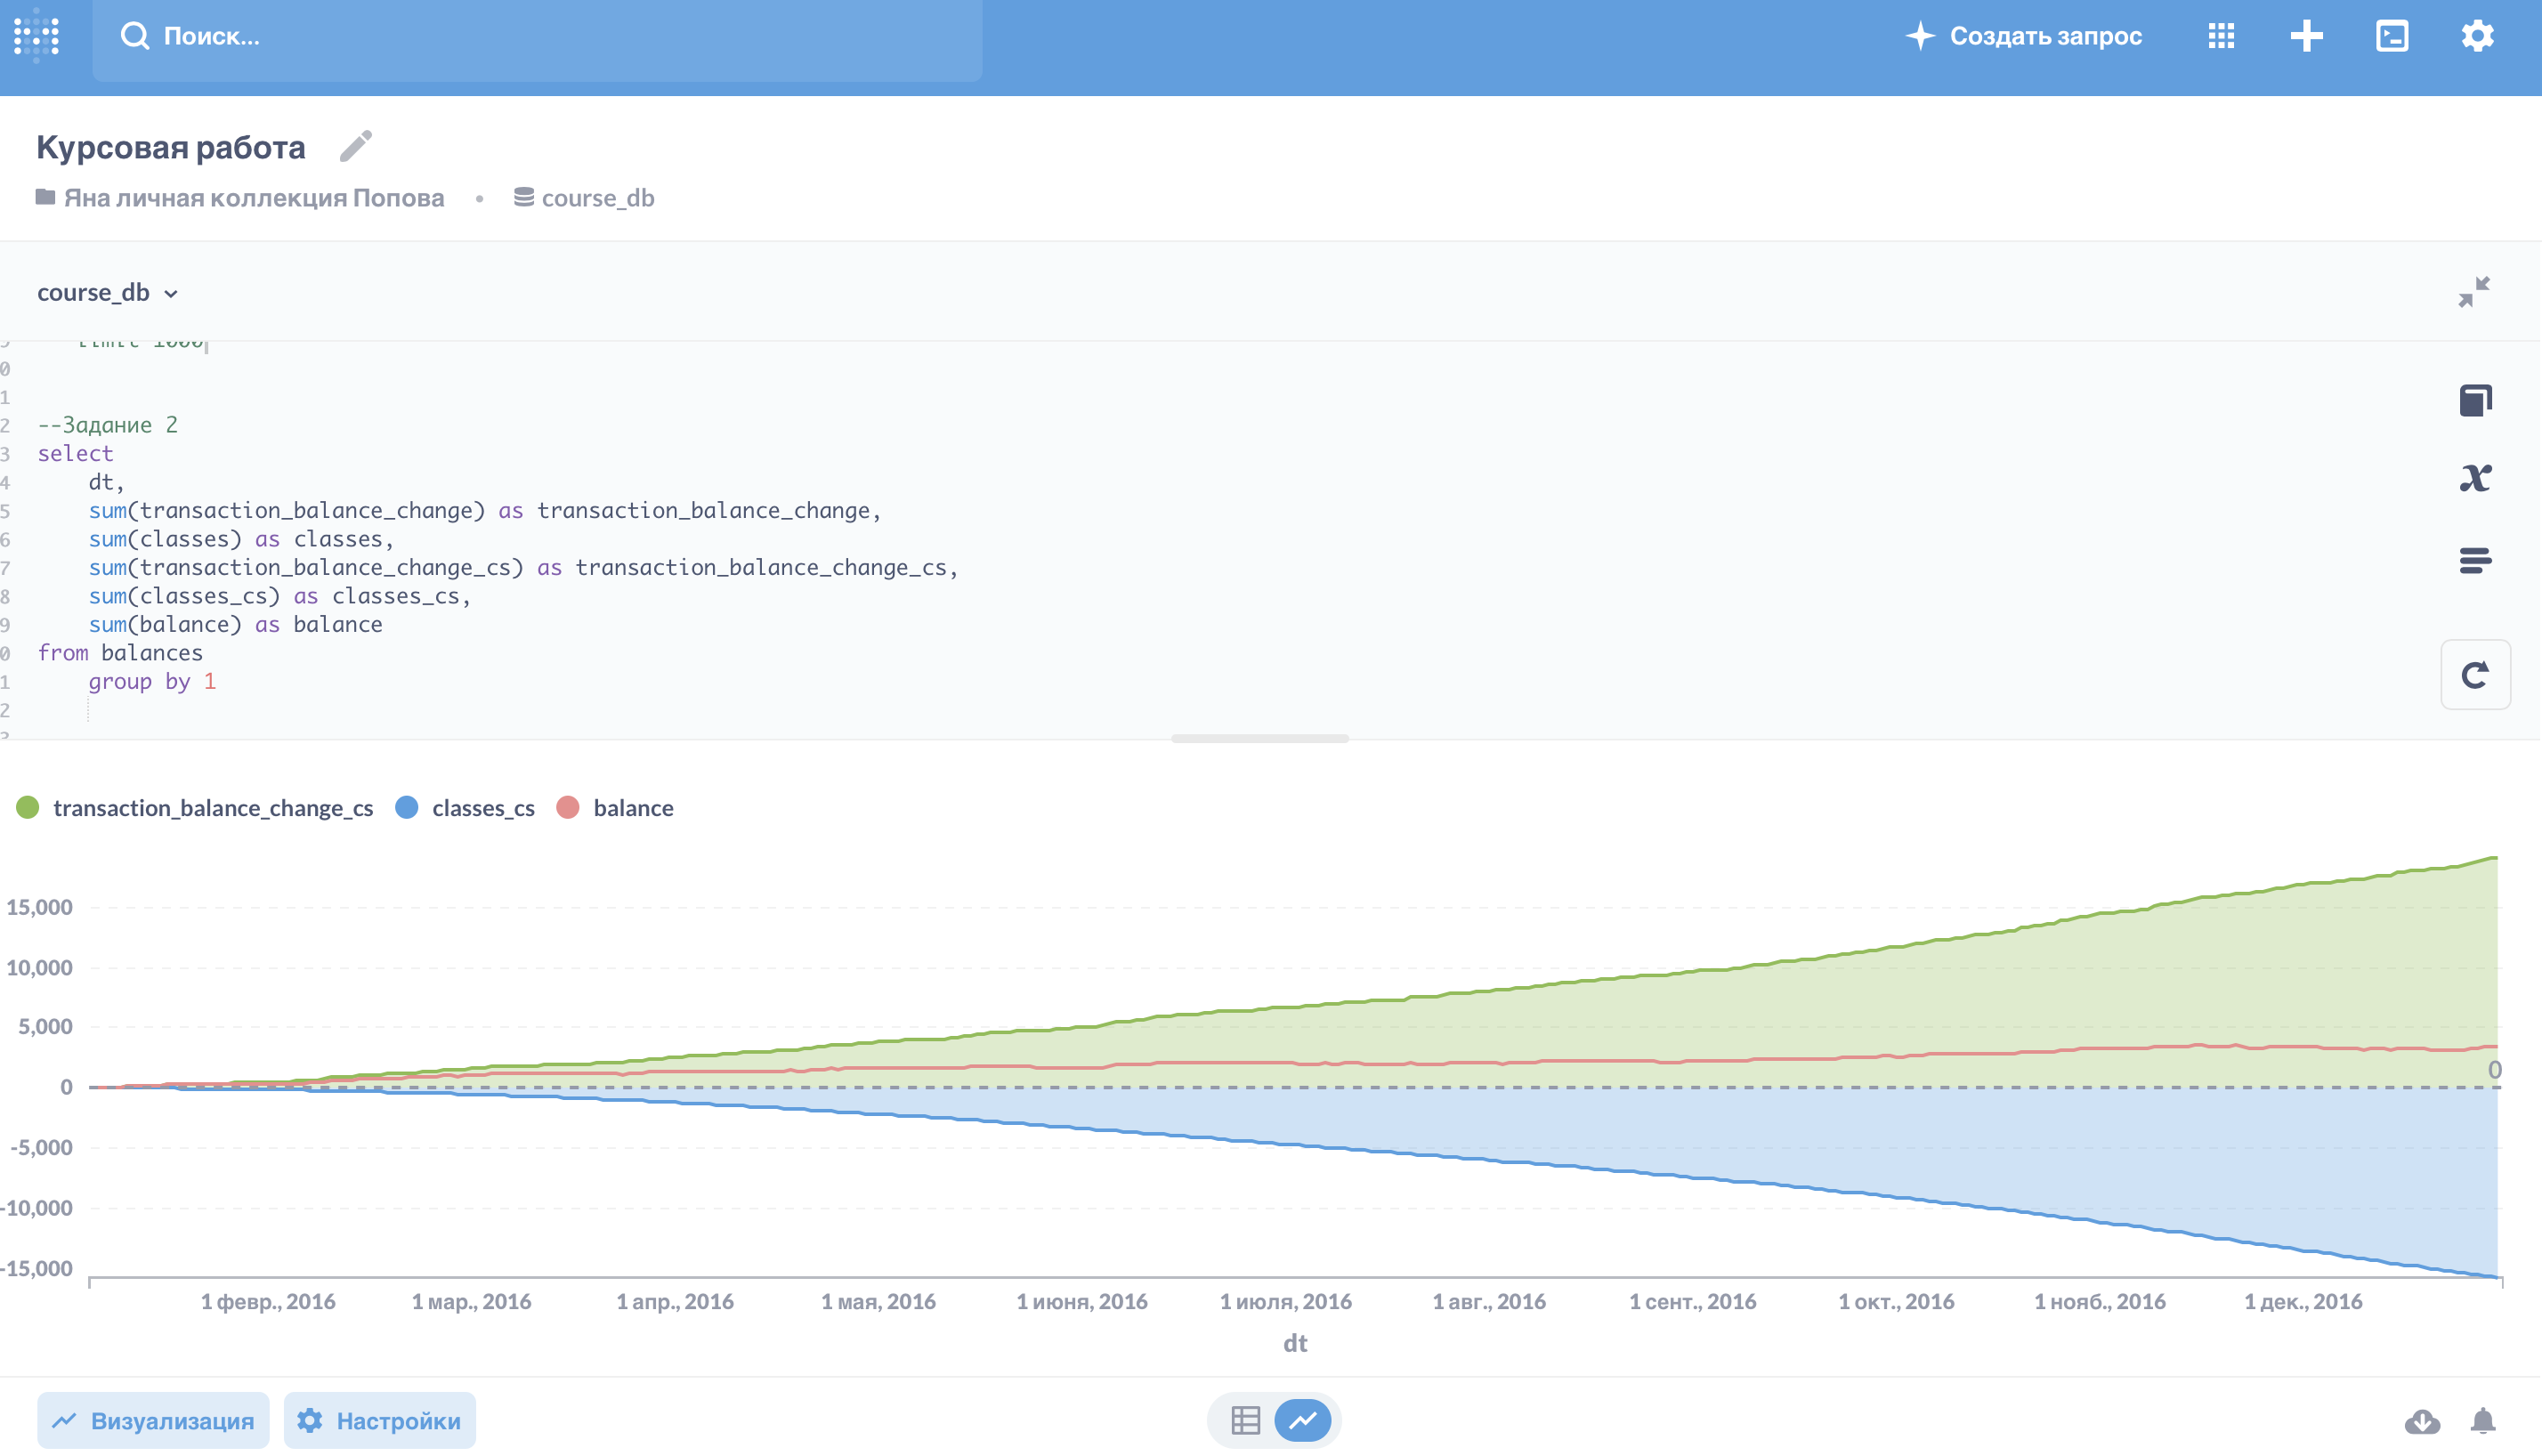 Поиск...
Создать запрос
Курсовая работа
Яна личная коллекция Попова • course_db
course_db
limit 1000
0
1
2 --Задание 2
3 select
4 dt,
5 sum(transaction_balance_change) as transaction_balance_change,
6 sum(classes) as classes,
7 sum(transaction_balance_change_cs) as transaction_balance_change_cs,
8 sum(classes_cs) as classes_cs,
9 sum(balance) as balance
0 from balances
1 group by 1
2
transaction_balance_change_cs classes_cs balance
15,000
10,000
5,000
0
0
-5,000
-10,000
-15,000
1 февр., 2016 1 мар., 2016 1 апр., 2016 1 мая, 2016 1 июня, 2016 1 июля, 2016 1 авг., 2016 1 сент., 2016 1 окт., 2016 1 нояб., 2016 1 дек., 2016
dt
Визуализация Настройки